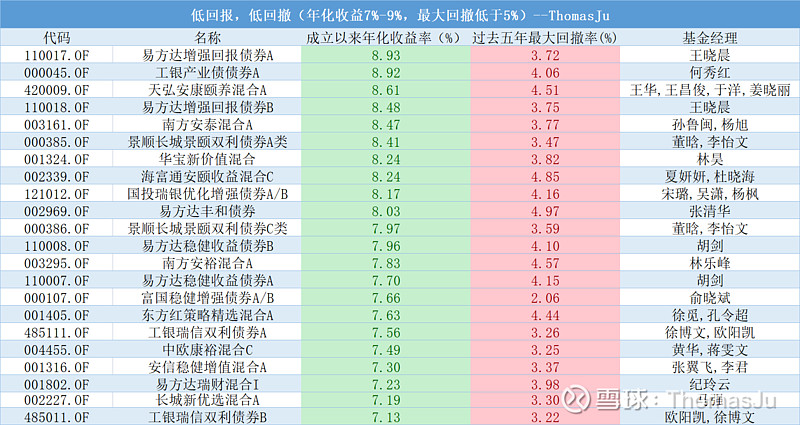 低回报，低回撤（年化收益7%-9%，最大回撤低于5%）--ThomasJu
代码 名称 成立以来年化收益率（%） 过去五年最大回撤率(%) 基金经理
110017.OF 易方达增强回报债券A 8.93 3.72 王晓晨
000045.OF 工银产业债债券A 8.92 4.06 何秀红
420009.OF 天弘安康颐养混合A 8.61 4.51 王华,王昌俊,于洋,姜晓丽
110018.OF 易方达增强回报债券B 8.48 3.75 王晓晨
003161.OF 南方安泰混合A 8.47 3.77 孙鲁闽,杨旭
000385.OF 景顺长城景颐双利债券A类 8.41 3.47 董晗,李怡文
001324.OF 华宝新价值混合 8.24 3.82 林昊
002339.OF 海富通安颐收益混合C 8.24 4.85 夏妍妍,杜晓海
121012.OF 国投瑞银优化增强债券A/B 8.17 4.16 宋璐,吴潇,杨枫
002969.OF 易方达丰和债券 8.03 4.97 张清华
000386.OF 景顺长城景颐双利债券C类 7.97 3.59 董晗,李怡文
110008.OF 易方达稳健收益债券B 7.96 4.10 胡剑
003295.OF 南方安裕混合A 7.83 4.57 林乐峰
110007.OF 易方达稳健收益债券A 7.70 4.15 胡剑
000107.OF 富国稳健增强债券A/B 7.66 2.06 俞晓斌
001405.OF 东方红策略精选混合A 7.63 4.44 徐觅,孔令超
485111.OF 工银瑞信双利债券A 7.56 3.26 徐博文,欧阳凯
004455.OF 中欧康裕混合C 7.49 3.25 黄华,蒋雯文
001316.OF 安信稳健增值混合A 7.30 3.37 张翼飞,李君
001802.OF 易方达瑞财混合I 7.23 3.98 纪玲云
002227.OF 长城新优选混合A 7.19 3.30 马强
485011.OF 工银瑞信双利债券B 7.13 3.22 欧阳凯,徐博文
雪球：ThomasJu